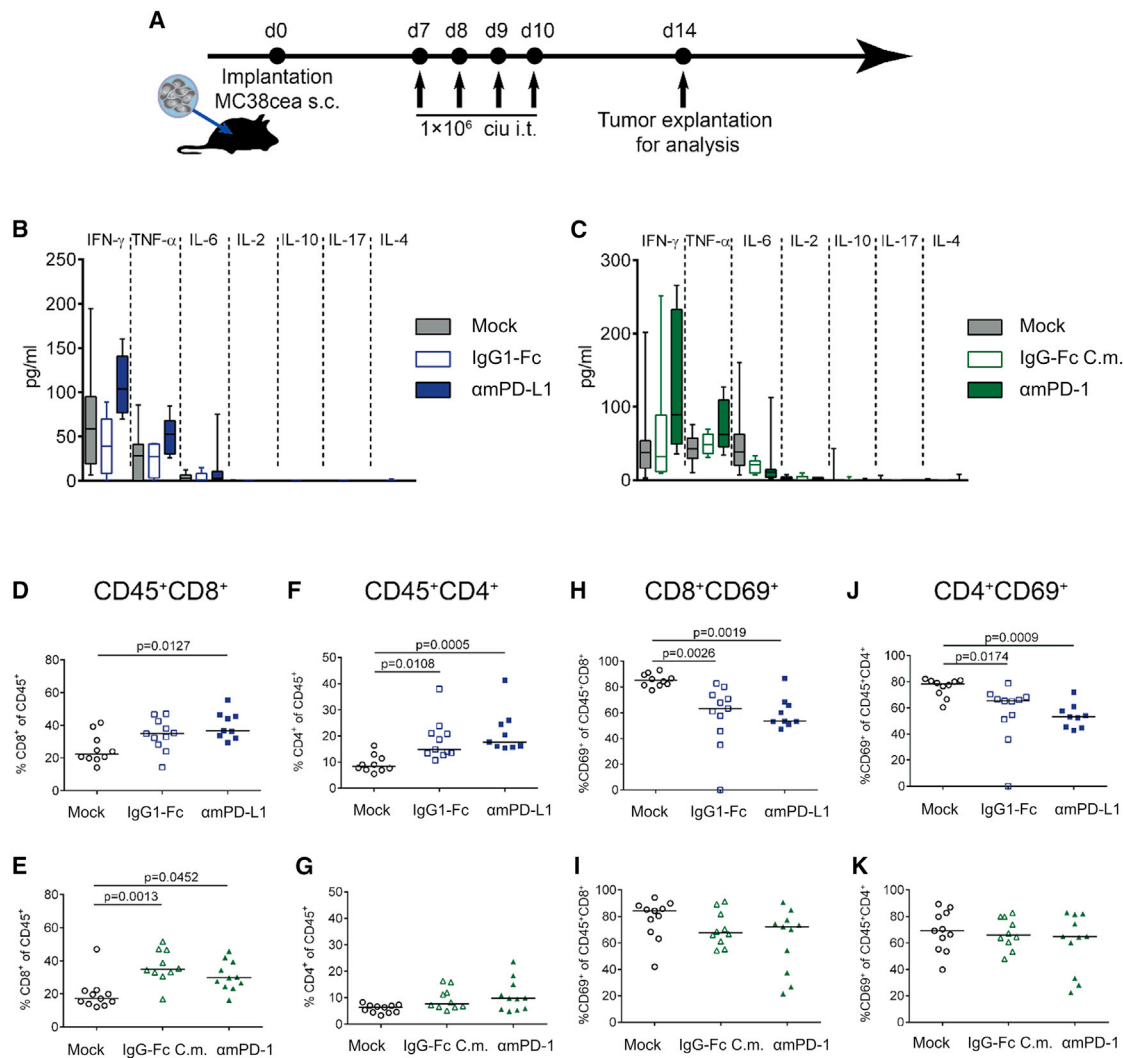 A
d0 d7 d8 d9 d10 d14
Implantation
MC38cea s.c.
1×10⁶ ciu i.t.
Tumor explantation
for analysis
B
IFN-γ TNF-α IL-6 IL-2 IL-10 IL-17 IL-4
250
200
150
100
50
0
pg/ml
Mock
IgG1-Fc
αmPD-L1
C
IFN-γ TNF-α IL-6 IL-2 IL-10 IL-17 IL-4
300
200
100
0
pg/ml
Mock
IgG-Fc C.m.
αmPD-1
D
CD45⁺CD8⁺
p=0.0127
80
60
40
20
0
% CD8⁺ of CD45⁺
Mock IgG1-Fc αmPD-L1
F
CD45⁺CD4⁺
p=0.0005
p=0.0108
50
40
30
20
10
0
% CD4⁺ of CD45⁺
Mock IgG1-Fc αmPD-L1
H
CD8⁺CD69⁺
p=0.0019
p=0.0026
100
80
60
40
20
0
%CD69⁺ of CD45⁺CD8⁺
Mock IgG1-Fc αmPD-L1
J
CD4⁺CD69⁺
p=0.0009
p=0.0174
100
80
60
40
20
0
%CD69⁺ of CD45⁺CD4⁺
Mock IgG1-Fc αmPD-L1
E
p=0.0452
p=0.0013
80
60
40
20
0
% CD8⁺ of CD45⁺
Mock IgG-Fc C.m. αmPD-1
G
50
40
30
20
10
0
% CD4⁺ of CD45⁺
Mock IgG-Fc C.m. αmPD-1
I
100
80
60
40
20
0
%CD69⁺ of CD45⁺CD8⁺
Mock IgG-Fc C.m. αmPD-1
K
100
80
60
40
20
0
%CD69⁺ of CD45⁺CD4⁺
Mock IgG-Fc C.m. αmPD-1